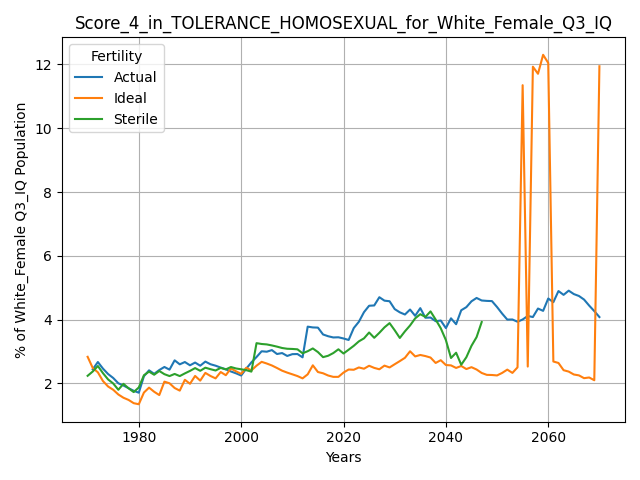 Score_4_in_TOLERANCE_HOMOSEXUAL_for_White_Female_Q3_IQ
Fertility
Actual
Ideal
Sterile
% of White_Female Q3_IQ Population
12
10
8
6
4
2
1980
2000
2020
2040
2060
Years